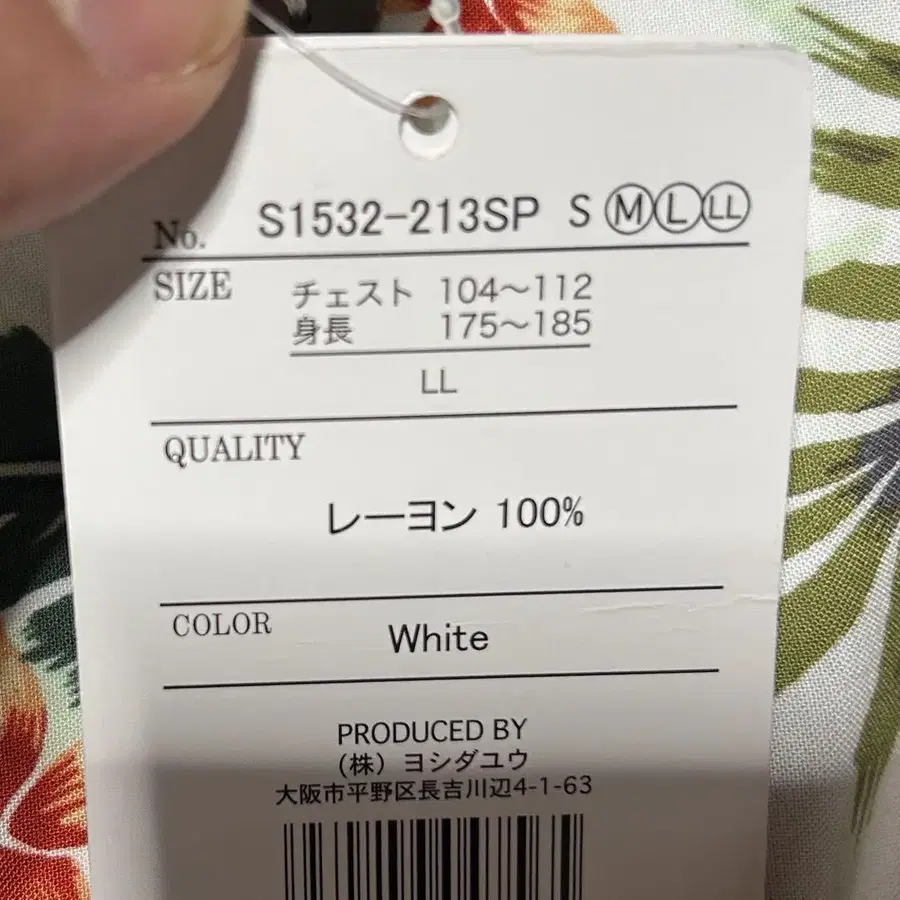 No. S1532-213SP S Ⓜ Ⓛ LL
SIZE
チェスト 104～112
身長 175～185
LL
QUALITY
レーヨン 100%
COLOR
White
PRODUCED BY
(株) ヨシダユウ
大阪市平野区長吉川辺4-1-63